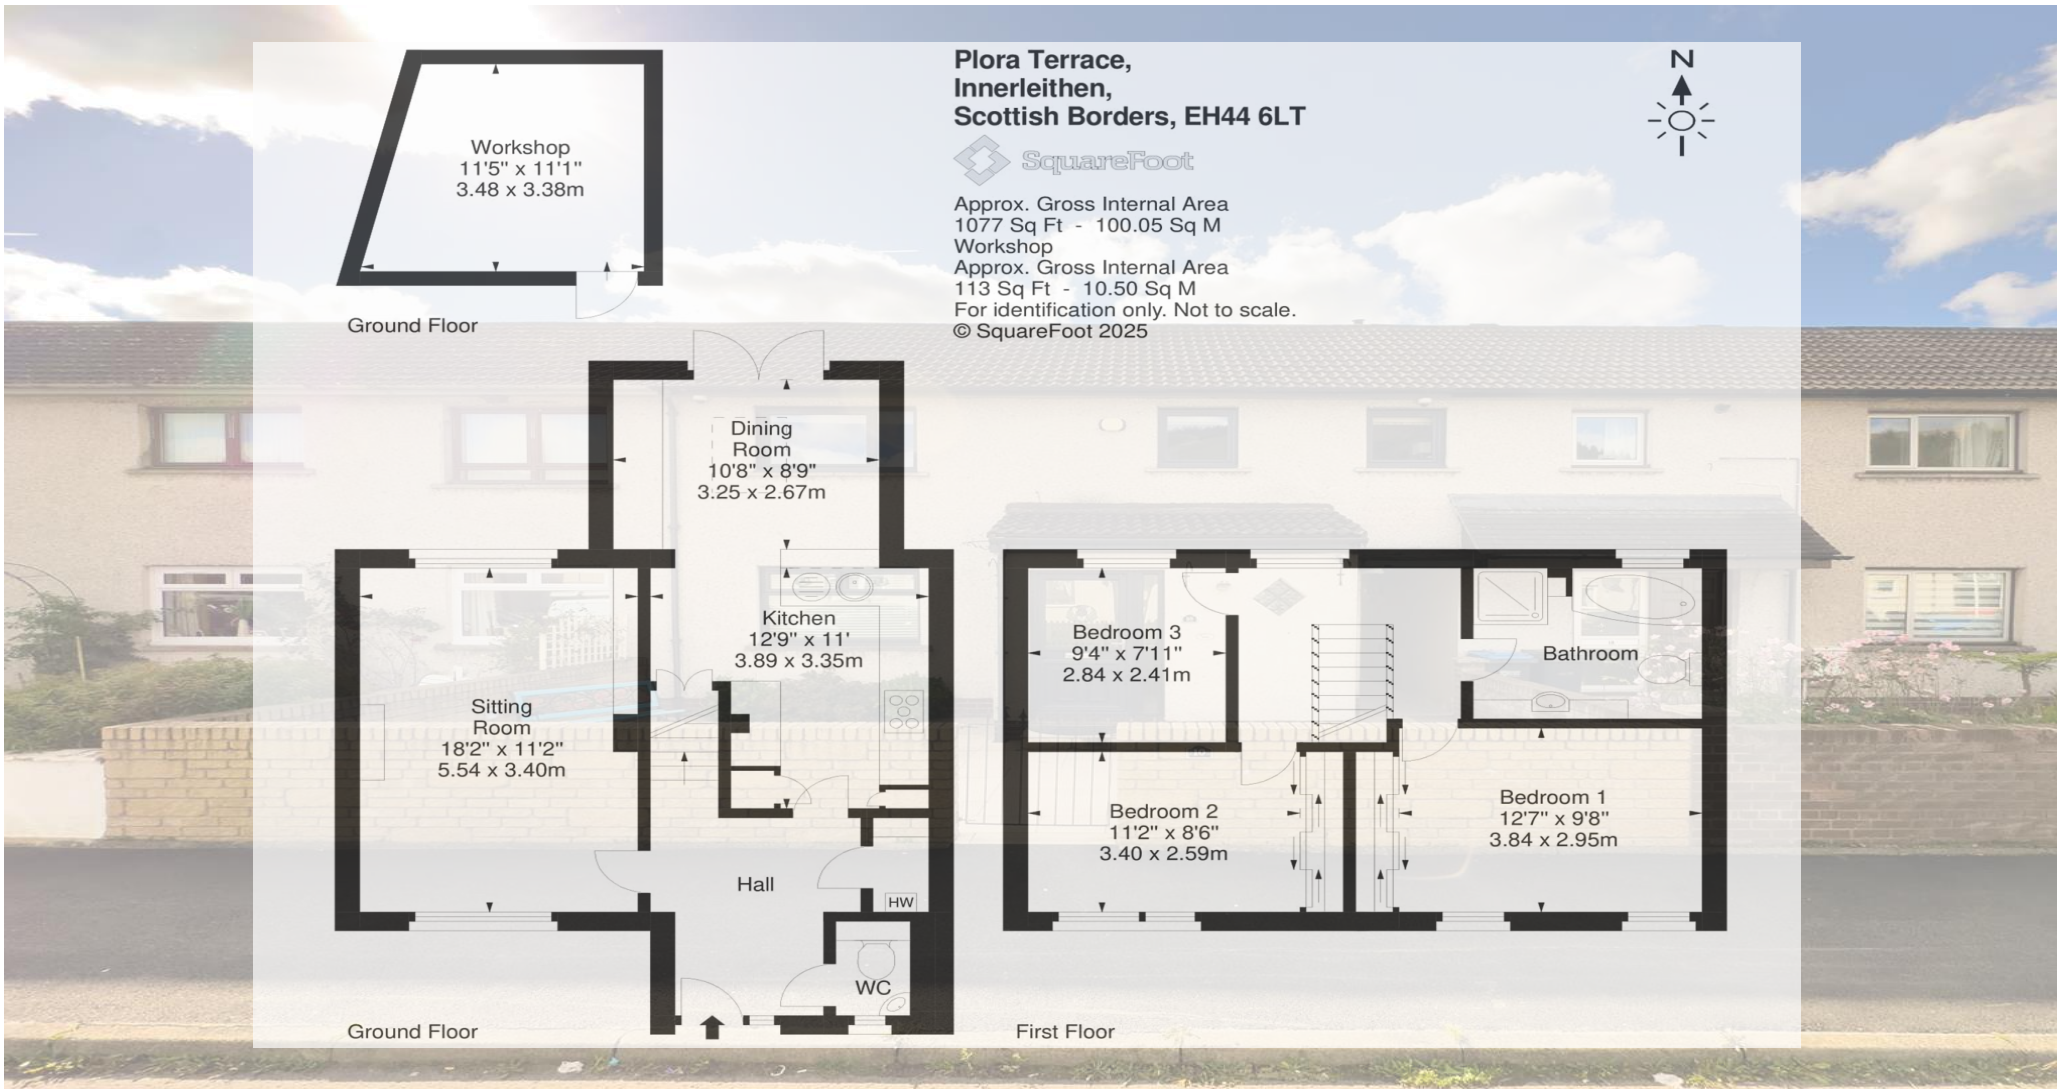 Plora Terrace,
Innerleithen,
Scottish Borders, EH44 6LT
N
SquareFoot
Approx. Gross Internal Area
1077 Sq Ft - 100.05 Sq M
Workshop
Approx. Gross Internal Area
113 Sq Ft - 10.50 Sq M
For identification only. Not to scale.
© SquareFoot 2025
Workshop
11'5" x 11'1"
3.48 x 3.38m
Ground Floor
Dining
Room
10'8" x 8'9"
3.25 x 2.67m
Kitchen
12'9" x 11'
3.89 x 3.35m
Sitting
Room
18'2" x 11'2"
5.54 x 3.40m
Hall
HW
WC
Ground Floor
Bedroom 3
9'4" x 7'11"
2.84 x 2.41m
Bathroom
Bedroom 2
11'2" x 8'6"
3.40 x 2.59m
Bedroom 1
12'7" x 9'8"
3.84 x 2.95m
First Floor